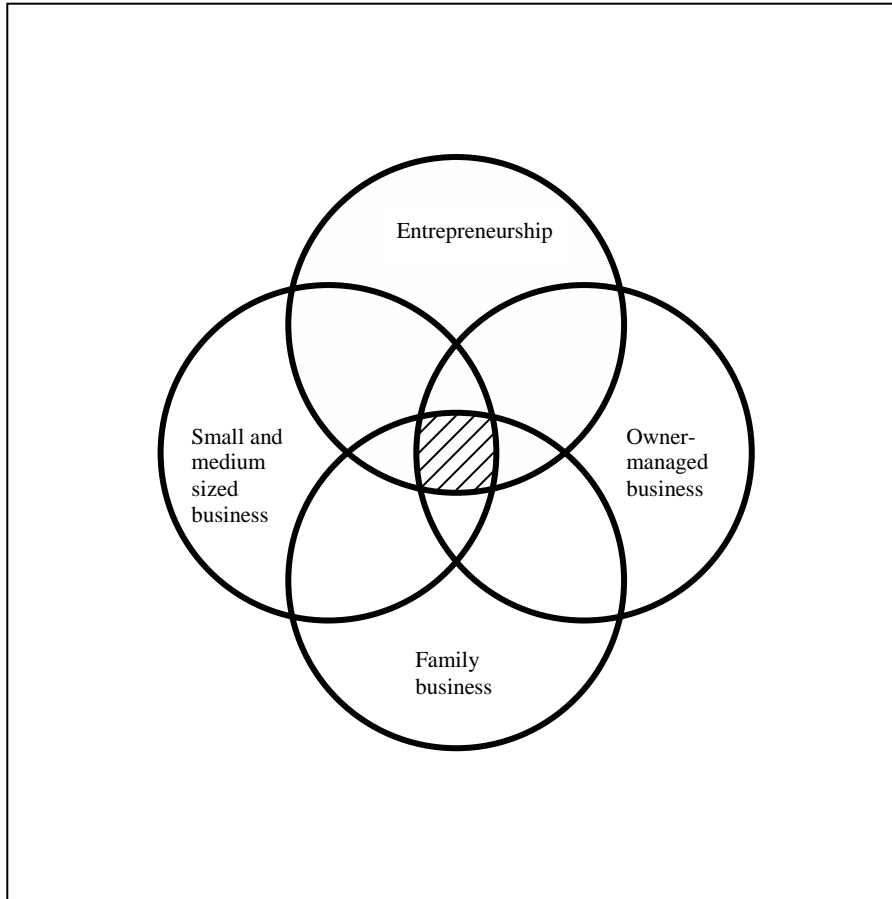 Entrepreneurship
Small and
medium
sized
business
Owner-
managed
business
Family
business